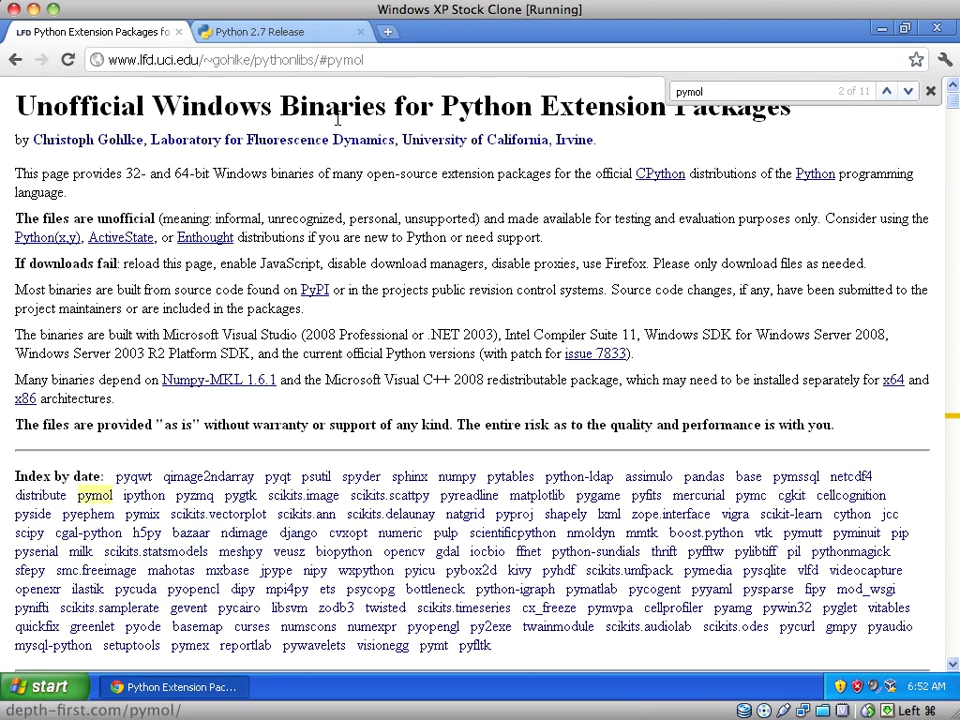 Windows XP Stock Clone [Running]
LFD Python Extension Packages fo
Python 2.7 Release
www.lfd.uci.edu/~gohlke/pythonlibs/#pymol
pymol 2 of 11
Unofficial Windows Binaries for Python Extension Packages
by Christoph Gohlke, Laboratory for Fluorescence Dynamics, University of California, Irvine.
This page provides 32- and 64-bit Windows binaries of many open-source extension packages for the official CPython distributions of the Python programming
language.
The files are unofficial (meaning: informal, unrecognized, personal, unsupported) and made available for testing and evaluation purposes only. Consider using the
Python(x,y), ActiveState, or Enthought distributions if you are new to Python or need support.
If downloads fail: reload this page, enable JavaScript, disable download managers, disable proxies, use Firefox. Please only download files as needed.
Most binaries are built from source code found on PyPI or in the projects public revision control systems. Source code changes, if any, have been submitted to the
project maintainers or are included in the packages.
The binaries are built with Microsoft Visual Studio (2008 Professional or .NET 2003), Intel Compiler Suite 11, Windows SDK for Windows Server 2008,
Windows Server 2003 R2 Platform SDK, and the current official Python versions (with patch for issue 7833).
Many binaries depend on Numpy-MKL 1.6.1 and the Microsoft Visual C++ 2008 redistributable package, which may need to be installed separately for x64 and
x86 architectures.
The files are provided "as is" without warranty or support of any kind. The entire risk as to the quality and performance is with you.
Index by date: pyqwt qimage2ndarray pyqt psutil spyder sphinx numpy pytables python-ldap assimulo pandas base pymssql netcdf4
distribute pymol ipython pyzmq pygtk scikits.image scikits.scattpy pyreadline matplotlib pygame pyfits mercurial pymc cgkit cellcognition
pyside pyephem pymix scikits.vectorplot scikits.ann scikits.delaunay natgrid pyproj shapely lxml zope.interface vigra scikit-learn cython jcc
scipy cgal-python h5py bazaar ndimage django cvxopt numeric pulp scientificpython nmoldyn mmtk boost.python vtk pymutt pyminuit pip
pyserial milk scikits.statsmodels meshpy veusz biopython opencv gdal iocbio ffnet python-sundials thrift pyfftw pylibtiff pil pythonmagick
sfepy smc.freeimage mahotas mxbase jpype nipy wxpython pyicu pybox2d kivy pyhdf scikits.umfpack pymedia pysqlite vlfd videocapture
openexr ilastik pycuda pyopencl dipy mpi4py ets psycopg bottleneck python-igraph pymatlab pycogent pyyaml pysparse fipy mod_wsgi
pynifti scikits.samplerate gevent pycairo libsvm zodb3 twisted scikits.timeseries cx_freeze pymvpa cellprofiler pyamg pywin32 pyglet vitables
quickfix greenlet pyode basemap curses numscons numexpr pyopengl py2exe twainmodule scikits.audiolab scikits.odes pycurl gmpy pyaudio
mysql-python setuptools pymex reportlab pywavelets visionegg pymt pyfltk
start
Python Extension Pac...
6:52 AM
depth-first.com/pymol/
Left ⌘